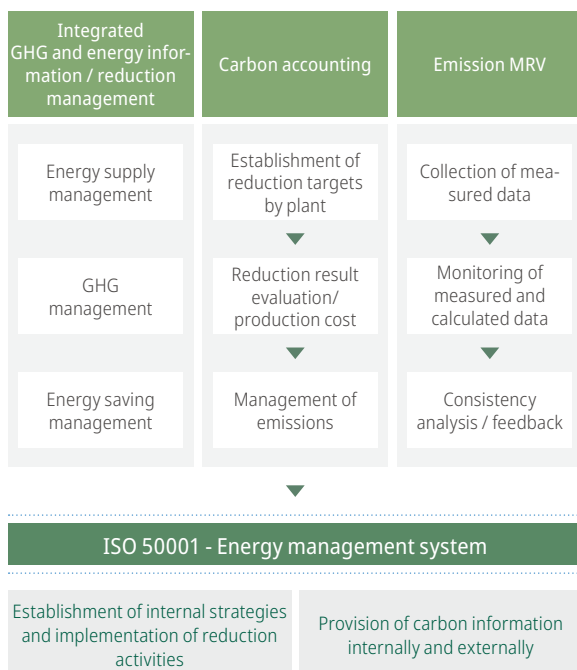 Integrated
GHG and energy infor-
mation / reduction
management
Carbon accounting
Emission MRV
Energy supply
management
GHG
management
Energy saving
management
Establishment of
reduction targets
by plant
Reduction result
evaluation/
production cost
Management of
emissions
Collection of mea-
sured data
Monitoring of
measured and
calculated data
Consistency
analysis / feedback
ISO 50001 - Energy management system
Establishment of internal strategies
and implementation of reduction
activities
Provision of carbon information
internally and externally